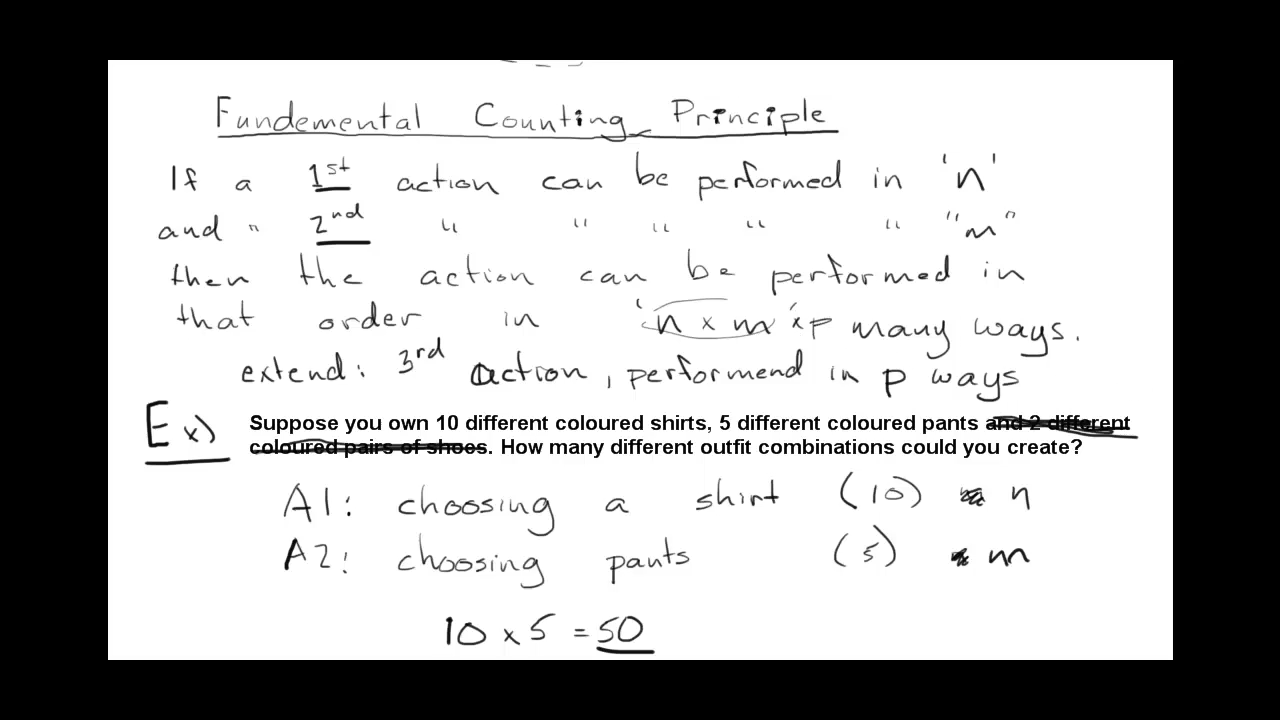 Fundemental Counting Principle
If a 1st action can be performed in 'n'
and " 2nd " " " " " "m"
then the action can be performed in
that order in 'n x m' x p many ways.
extend: 3rd action, performend in p ways
Ex) Suppose you own 10 different coloured shirts, 5 different coloured pants and 2 different
coloured pairs of shoes. How many different outfit combinations could you create?
A1: choosing a shirt (10) n
A2: choosing pants (5) m
10 x 5 = 50